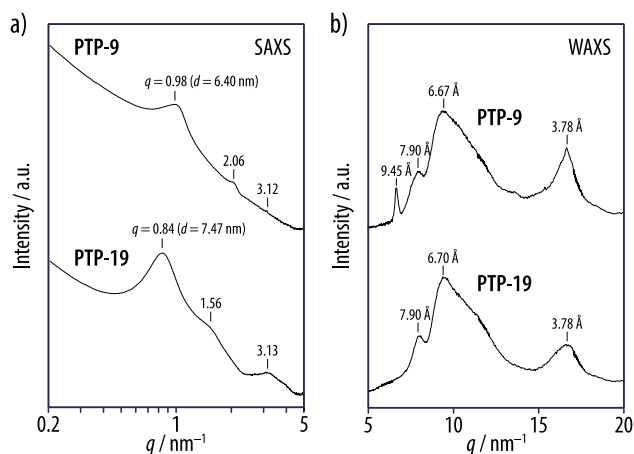 a)
SAXS
PTP-9
q = 0.98 (d = 6.40 nm)
2.06
3.12
q = 0.84 (d = 7.47 nm)
PTP-19
1.56
3.13
Intensity / a.u.
0.2
1
5
q / nm⁻¹
b)
WAXS
6.67 Å
PTP-9
3.78 Å
7.90 Å
9.45 Å
6.70 Å
PTP-19
7.90 Å
3.78 Å
Intensity / a.u.
5
10
15
20
q / nm⁻¹